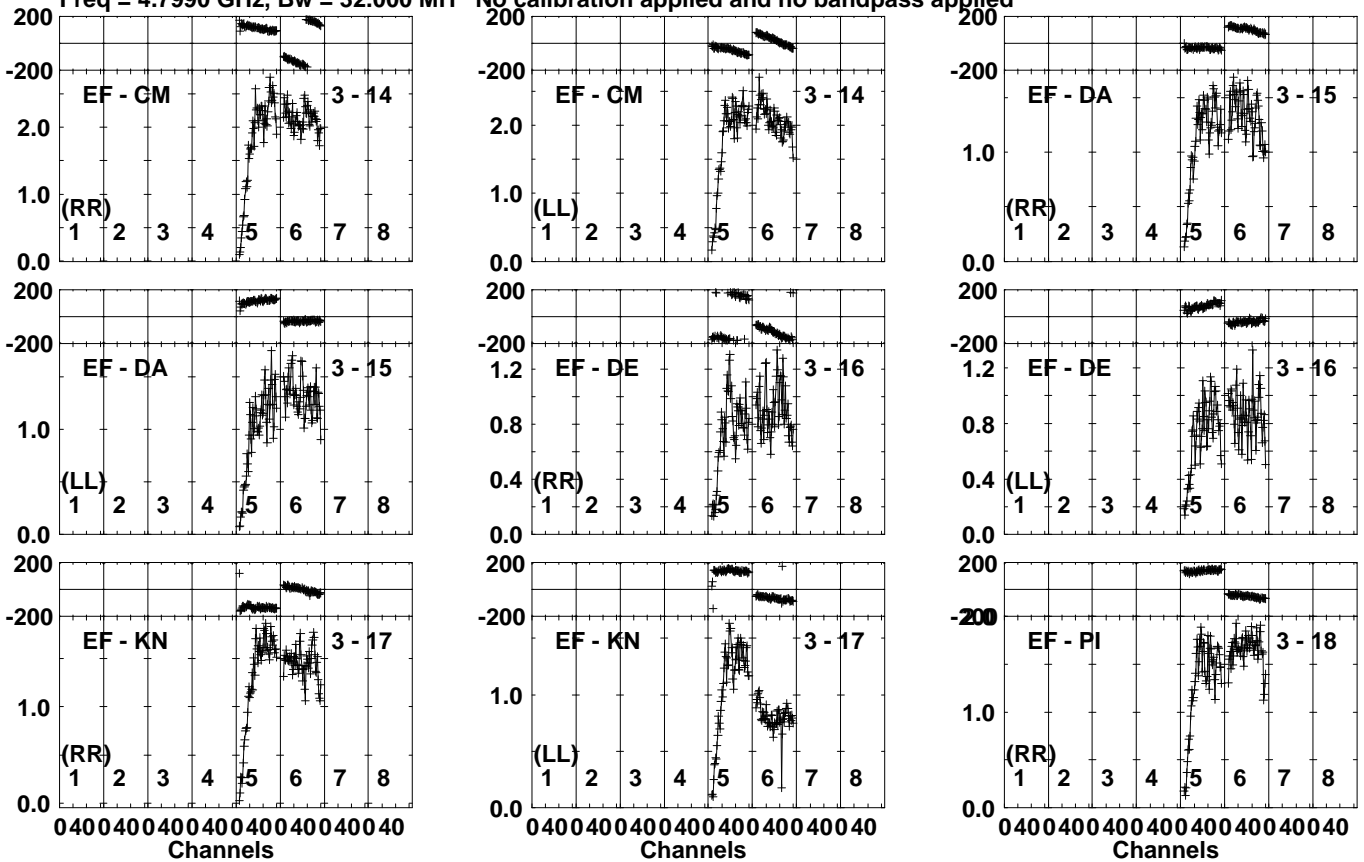 Freq = 4.7990 GHz, Bw = 32.000 MH No calibration applied and no bandpass applied
200 200 200
-200 -200 -200
EF - CM 3 - 14 EF - CM 3 - 14 EF - DA 3 - 15
2.0 2.0
1.0
1.0 1.0
(RR) (LL) (RR)
1 2 3 4 5 6 7 8 1 2 3 4 5 6 7 8 1 2 3 4 5 6 7 8
0.0 0.0 0.0
200 200 200
-200 -200 -200
EF - DA 3 - 15 EF - DE 3 - 16 EF - DE 3 - 16
1.2 1.2
1.0 0.8 0.8
0.4 0.4
(LL) (RR) (LL)
1 2 3 4 5 6 7 8 1 2 3 4 5 6 7 8 1 2 3 4 5 6 7 8
0.0 0.0 0.0
200 200 200
-200 -200 -200 2.0
EF - KN 3 - 17 EF - KN 3 - 17 EF - PI 3 - 18
1.0 1.0 1.0
(RR) (LL) (RR)
1 2 3 4 5 6 7 8 1 2 3 4 5 6 7 8 1 2 3 4 5 6 7 8
0.0 0.0 0.0
0 40 0 40 0 40 0 40 0 40 0 40 0 40 0 40 0 40 0 40 0 40 0 40 0 40 0 40 0 40 0 40 0 40 0 40 0 40 0 40 0 40 0 40 0 40 0 40
Channels Channels Channels